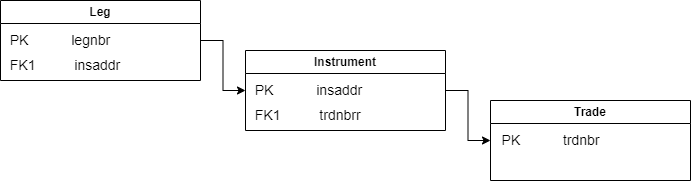 Leg
PK legnbr
FK1 insaddr
Instrument
PK insaddr
FK1 trdnbrr
Trade
PK trdnbr